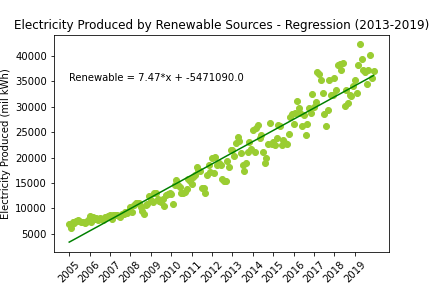 Electricity Produced by Renewable Sources - Regression (2013-2019)
Electricity Produced (mil kWh)
40000
35000
30000
25000
20000
15000
10000
5000
Renewable = 7.47*x + -5471090.0
2005 2006 2007 2008 2009 2010 2011 2012 2013 2014 2015 2016 2017 2018 2019